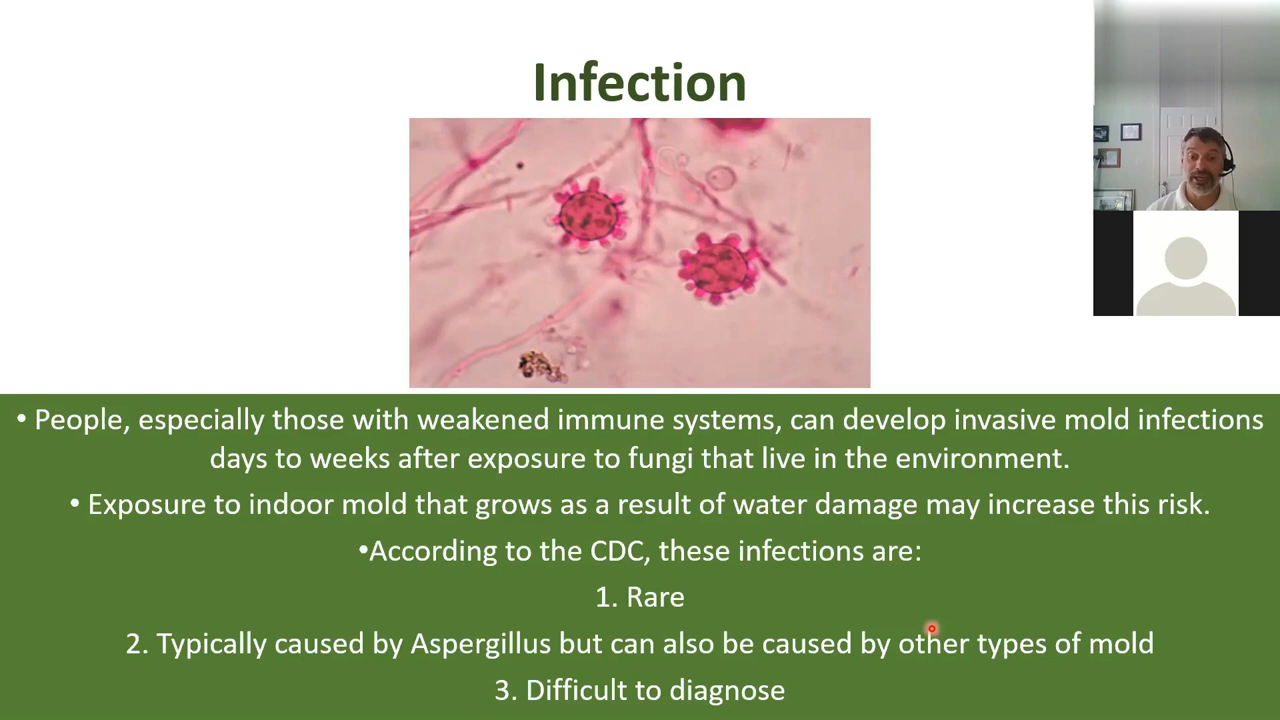 Infection
• People, especially those with weakened immune systems, can develop invasive mold infections
days to weeks after exposure to fungi that live in the environment.
• Exposure to indoor mold that grows as a result of water damage may increase this risk.
•According to the CDC, these infections are:
1. Rare
2. Typically caused by Aspergillus but can also be caused by other types of mold
3. Difficult to diagnose